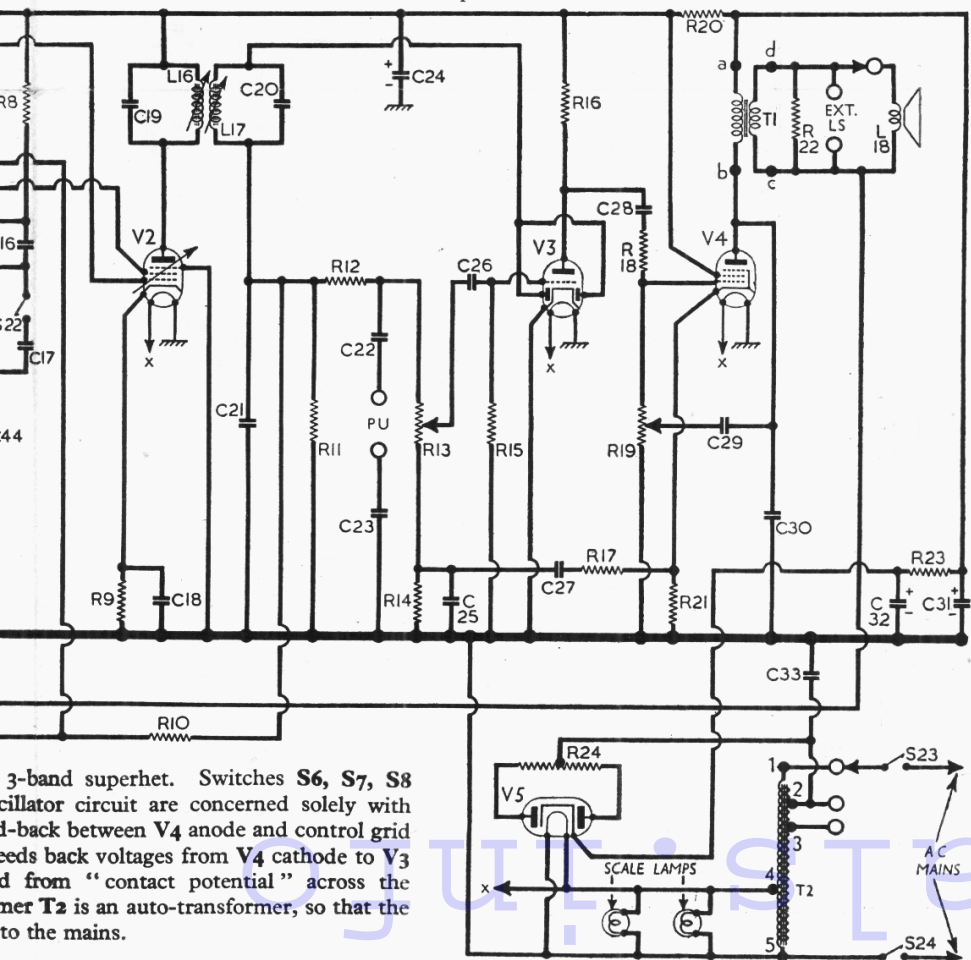 R20
d
a
L16
C20
C24
+
-
R16
R8
C19
L17
T1
R
22
EXT.
LS
L
18
b
c
C28
V2
V3
R
18
V4
C16
R12
C26
S22
C17
x
x
x
C22
C21
PU
R11
R13
R15
R19
C29
C23
C30
R17
R23
C27
R9
C18
R14
C
25
R21
C
32
+
-
C31
+
-
C33
R10
R24
1
S23
V5
2
3
3-band superhet. Switches S6, S7, S8
cillator circuit are concerned solely with
d-back between V4 anode and control grid
eeds back voltages from V4 cathode to V3
d from "contact potential" across the
mer T2 is an auto-transformer, so that the
to the mains.
SCALE LAMPS
AC
MAINS
x
4
T2
5
S24